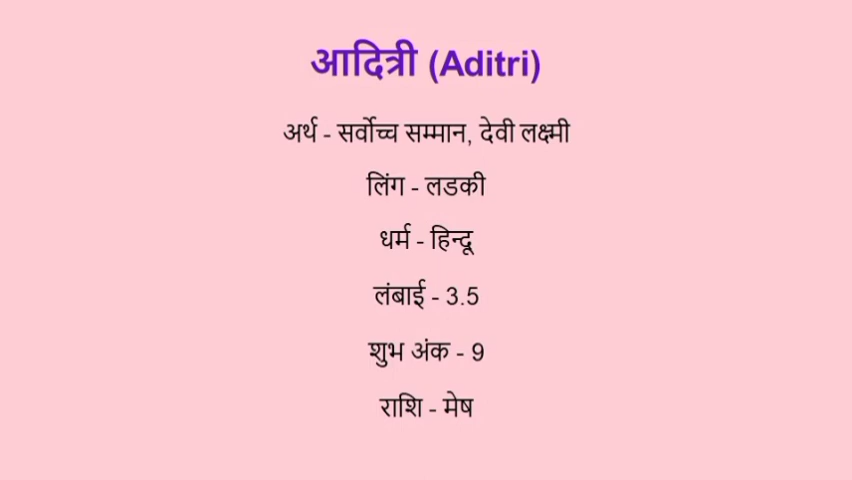 आदित्री (Aditri)
अर्थ - सर्वोच्च सम्मान, देवी लक्ष्मी
लिंग - लडकी
धर्म - हिन्दू
लंबाई - 3.5
शुभ अंक - 9
राशि - मेष